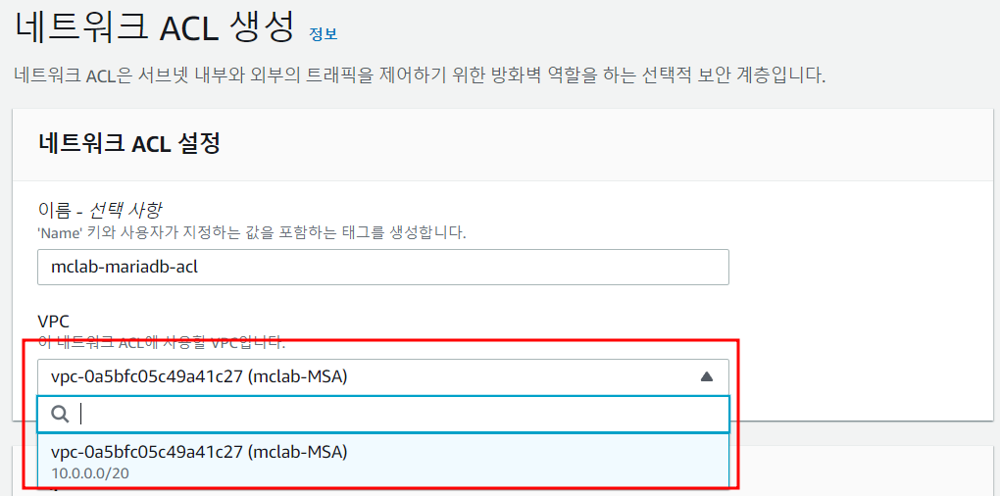 네트워크 ACL 생성 정보
네트워크 ACL은 서브넷 내부와 외부의 트래픽을 제어하기 위한 방화벽 역할을 하는 선택적 보안 계층입니다.
네트워크 ACL 설정
이름 - 선택 사항
'Name' 키와 사용자가 지정하는 값을 포함하는 태그를 생성합니다.
mclab-mariadb-acl
VPC
이 네트워크 ACL에 사용할 VPC입니다.
vpc-0a5bfc05c49a41c27 (mclab-MSA)
vpc-0a5bfc05c49a41c27 (mclab-MSA)
10.0.0.0/20